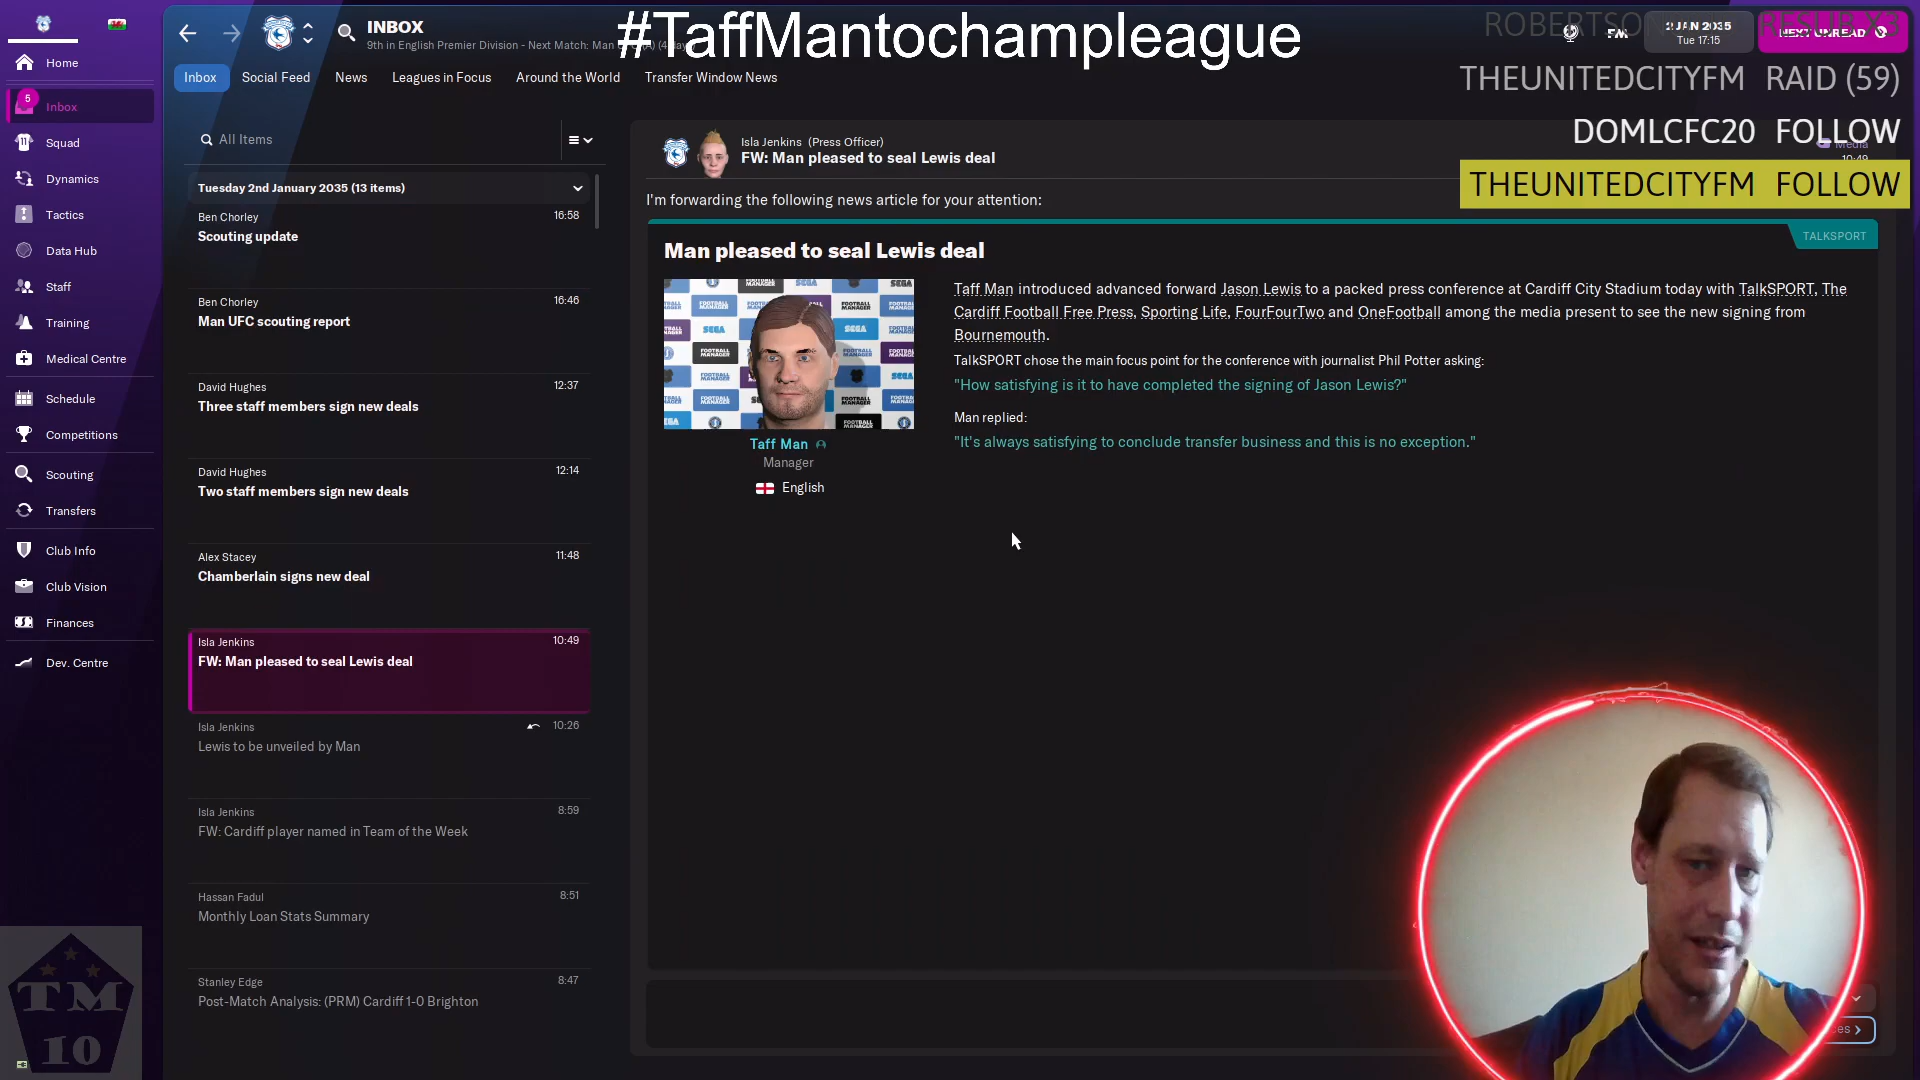 INBOX
9th in English Premier Division - Next Match: Man
#TaffMantochampleague
2 JAN 2035
Tue 17:15
NEXT UNREAD
RESUB X3
THEUNITEDCITYFM RAID (59)
DOMLCFC20 FOLLOW
THEUNITEDCITYFM FOLLOW
Inbox
Social Feed
News
Leagues in Focus
Around the World
Transfer Window News
Home
5
Inbox
Squad
Dynamics
Tactics
Data Hub
Staff
Training
Medical Centre
Schedule
Competitions
Scouting
Transfers
Club Info
Club Vision
Finances
Dev. Centre
TM
10
All Items
Tuesday 2nd January 2035 (13 items)
Ben Chorley 16:58
Scouting update
Ben Chorley 16:46
Man UFC scouting report
David Hughes 12:37
Three staff members sign new deals
David Hughes 12:14
Two staff members sign new deals
Alex Stacey 11:48
Chamberlain signs new deal
Isla Jenkins 10:49
FW: Man pleased to seal Lewis deal
Isla Jenkins 10:26
Lewis to be unveiled by Man
Isla Jenkins 8:59
FW: Cardiff player named in Team of the Week
Hassan Fadul 8:51
Monthly Loan Stats Summary
Stanley Edge 8:47
Post-Match Analysis: (PRM) Cardiff 1-0 Brighton
Isla Jenkins (Press Officer)
FW: Man pleased to seal Lewis deal
Media
10:49
I'm forwarding the following news article for your attention:
TALKSPORT
Man pleased to seal Lewis deal
Taff Man
Manager
English
Taff Man introduced advanced forward Jason Lewis to a packed press conference at Cardiff City Stadium today with TalkSPORT, The
Cardiff Football Free Press, Sporting Life, FourFourTwo and OneFootball among the media present to see the new signing from
Bournemouth.
TalkSPORT chose the main focus point for the conference with journalist Phil Potter asking:
"How satisfying is it to have completed the signing of Jason Lewis?"
Man replied:
"It's always satisfying to conclude transfer business and this is no exception."